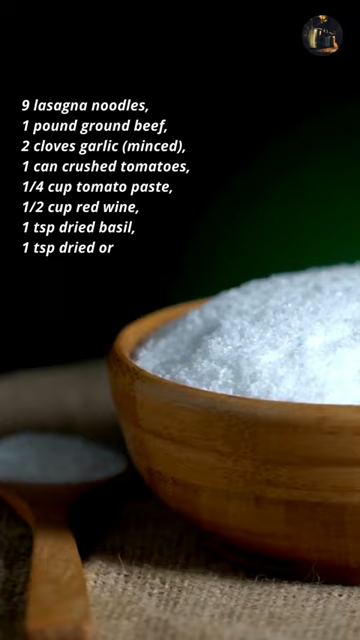 9 lasagna noodles,
1 pound ground beef,
2 cloves garlic (minced),
1 can crushed tomatoes,
1/4 cup tomato paste,
1/2 cup red wine,
1 tsp dried basil,
1 tsp dried or